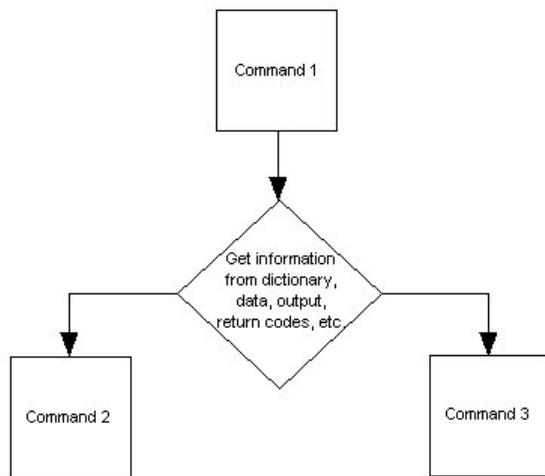 Command 1
Get information
from dictionary,
data, output,
return codes, etc.
Command 2
Command 3